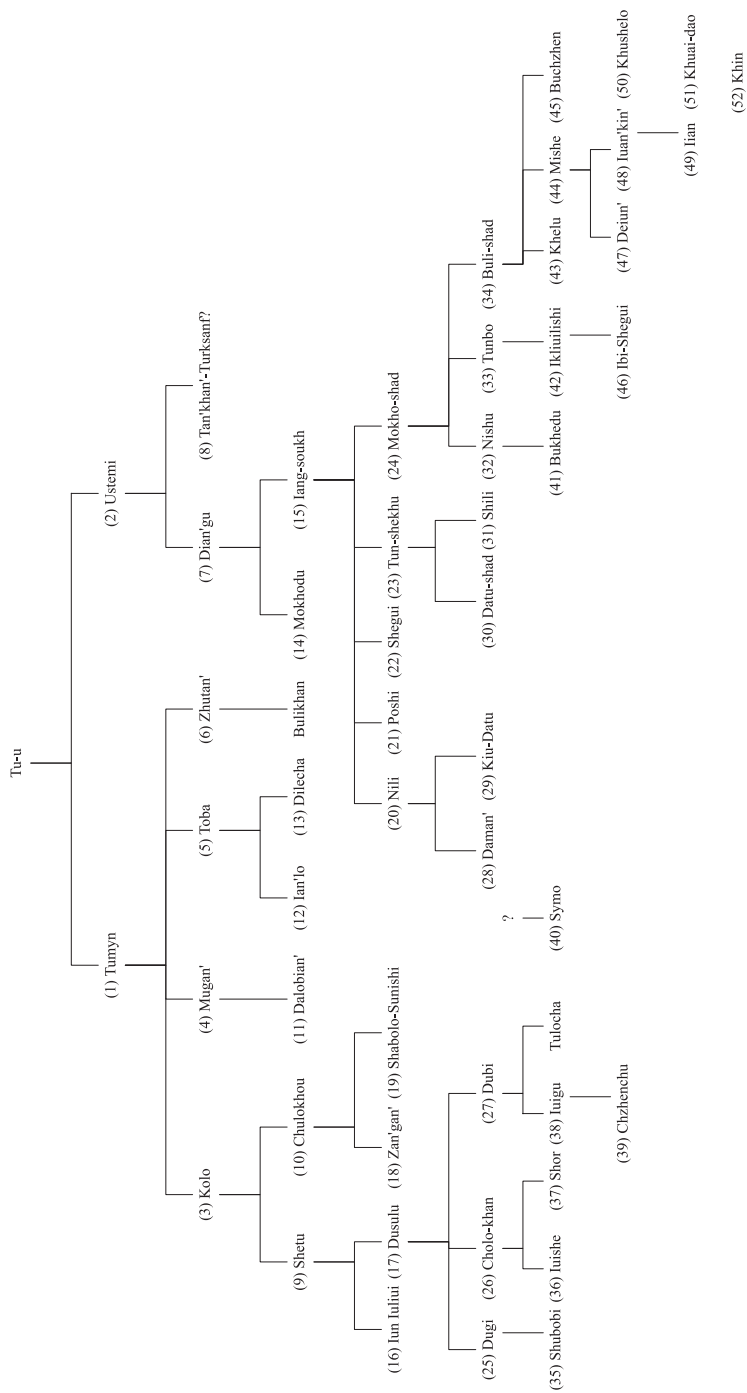 Tu-u
(1) Tumyn
(2) Ustemi
(3) Kolo
(4) Mugan'
(5) Toba
(6) Zhutan'
(7) Dian'gu
(8) Tan'khan'-Turksanf?
(9) Shetu
(10) Chulokhou
(11) Dalobian'
(12) Ian'lo
(13) Dilecha
Bulikhan
(14) Mokhodu
(15) Iang-soukh
(16) Iun Iuliui
(17) Dusulu
(18) Zan'gan'
(19) Shabolo-Sunishi
(20) Nili
(21) Poshi
(22) Shegui
(23) Tun-shekhu
(24) Mokho-shad
(25) Dugi
(26) Cholo-khan
(27) Dubi
(28) Daman'
(29) Kiu-Datu
(30) Datu-shad
(31) Shili
(32) Nishu
(33) Tunbo
(34) Buli-shad
?
(35) Shubobi
(36) Iuishe
(37) Shor
(38) Iuigu
Tulocha
(40) Symo
(41) Bukhedu
(42) Ikliuilishi
(43) Khelu
(44) Mishe
(45) Buchzhen
(39) Chzhenchu
(46) Ibi-Shegui
(47) Deiun'
(48) Iuan'kin'
(50) Khushelo
(49) Iian
(51) Khuai-dao
(52) Khin